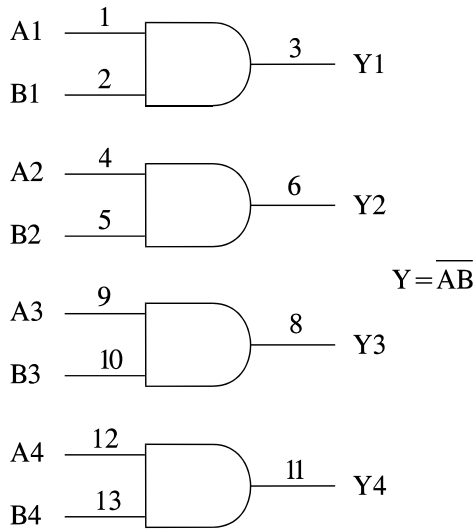 A1 1 3 Y1
B1 2
A2 4 6 Y2
B2 5
Y = \overline{AB}
A3 9 8 Y3
B3 10
A4 12 11 Y4
B4 13